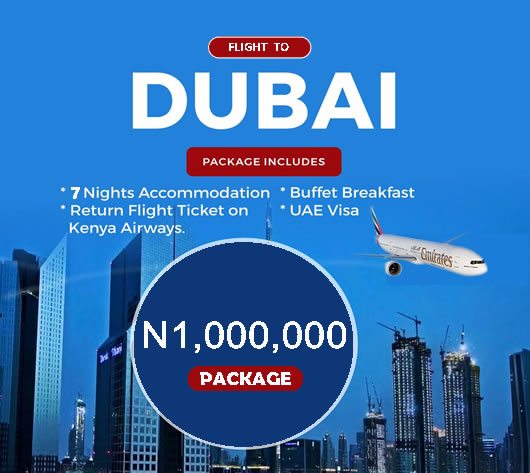 FLIGHT TO
DUBAI
PACKAGE INCLUDES
* 7 Nights Accommodation
* Return Flight Ticket on
Kenya Airways.
* Buffet Breakfast
* UAE Visa
Emirates
N1,000,000
PACKAGE